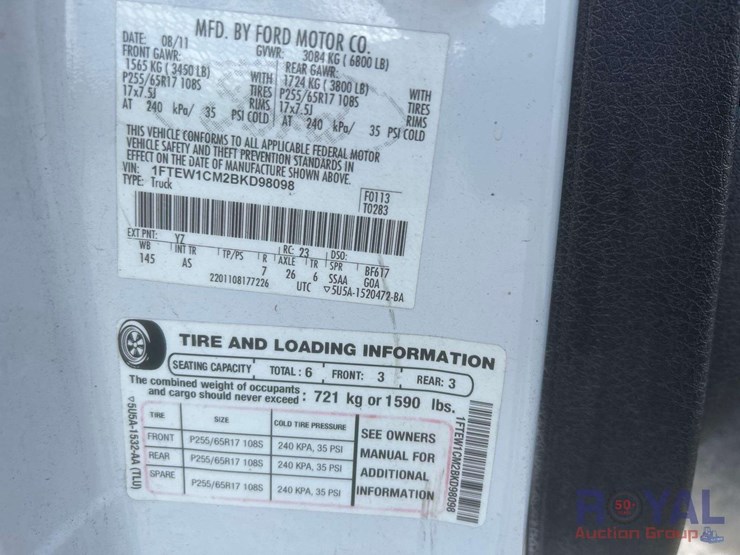 MFD. BY FORD MOTOR CO.
DATE: 08/11 GVWR: 3084 KG ( 6800 LB)
FRONT GAWR: REAR GAWR:
1565 KG ( 3450 LB) WITH 1724 KG ( 3800 LB) WITH
P255/65R17 108S TIRES P255/65R17 108S TIRES
17x7.5J RIMS 17x7.5J RIMS
AT 240 kPa/ 35 PSI COLD AT 240 kPa/ 35 PSI COLD
THIS VEHICLE CONFORMS TO ALL APPLICABLE FEDERAL MOTOR
VEHICLE SAFETY AND THEFT PREVENTION STANDARDS IN
EFFECT ON THE DATE OF MANUFACTURE SHOWN ABOVE.
VIN: 1FTEW1CM2BKD98098
TYPE: Truck
F0113
T0283
EXT PNT: YZ RC: 23 DSO:
WB INT TR TP/PS R AXLE TR SPR BF617
145 AS 7 26 6 SSAA GOA
2201108177226 UTC ▽5U5A-1520472-BA
TIRE AND LOADING INFORMATION
SEATING CAPACITY TOTAL : 6 FRONT: 3 REAR: 3
The combined weight of occupants
and cargo should never exceed : 721 kg or 1590 lbs.
TIRE SIZE COLD TIRE PRESSURE
FRONT P255/65R17 108S 240 KPA, 35 PSI
REAR P255/65R17 108S 240 KPA, 35 PSI
SPARE P255/65R17 108S 240 KPA, 35 PSI
SEE OWNERS
MANUAL FOR
ADDITIONAL
INFORMATION
▽5U5A-1532-AA (TLU)
1FTEW1CM2BKD98098
ROYAL
50
Auction Group